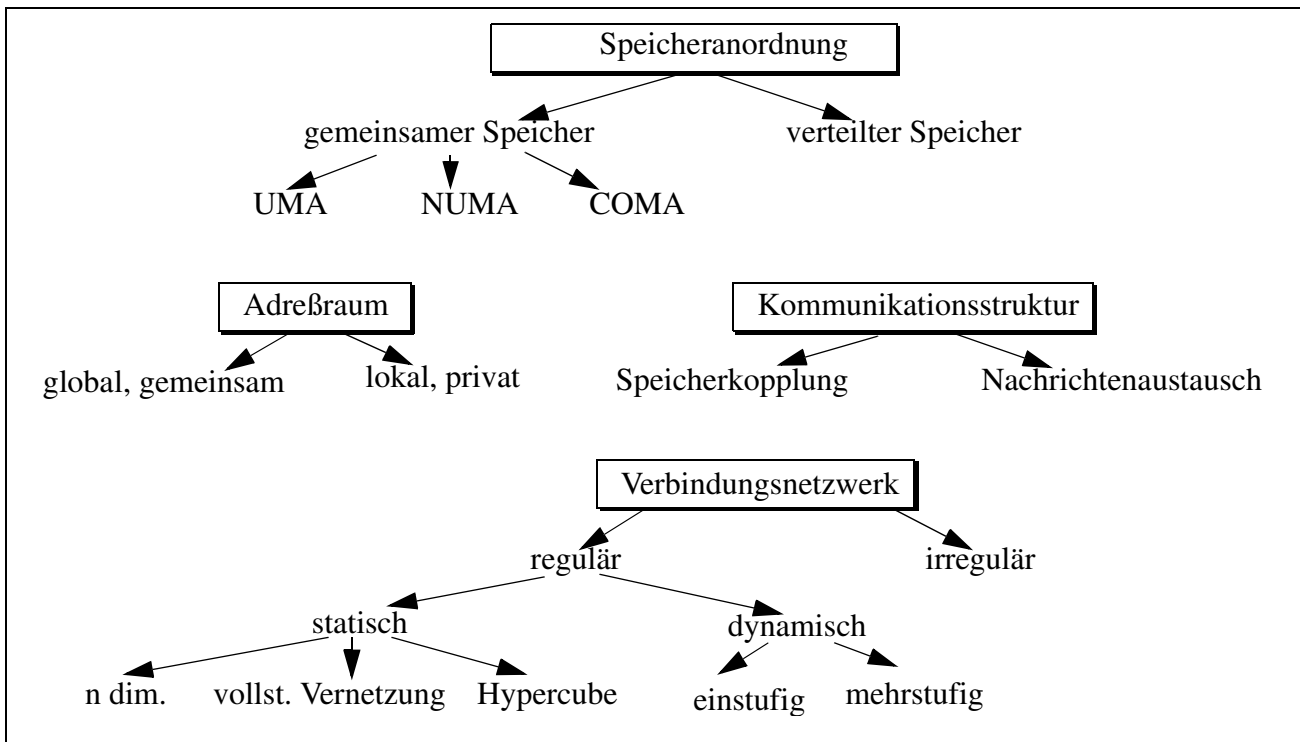 Speicheranordnung
gemeinsamer Speicher verteilter Speicher
UMA NUMA COMA
Adreßraum Kommunikationsstruktur
global, gemeinsam lokal, privat Speicherkopplung Nachrichtenaustausch
Verbindungsnetzwerk
regulär irregulär
statisch dynamisch
n dim. vollst. Vernetzung Hypercube einstufig mehrstufig